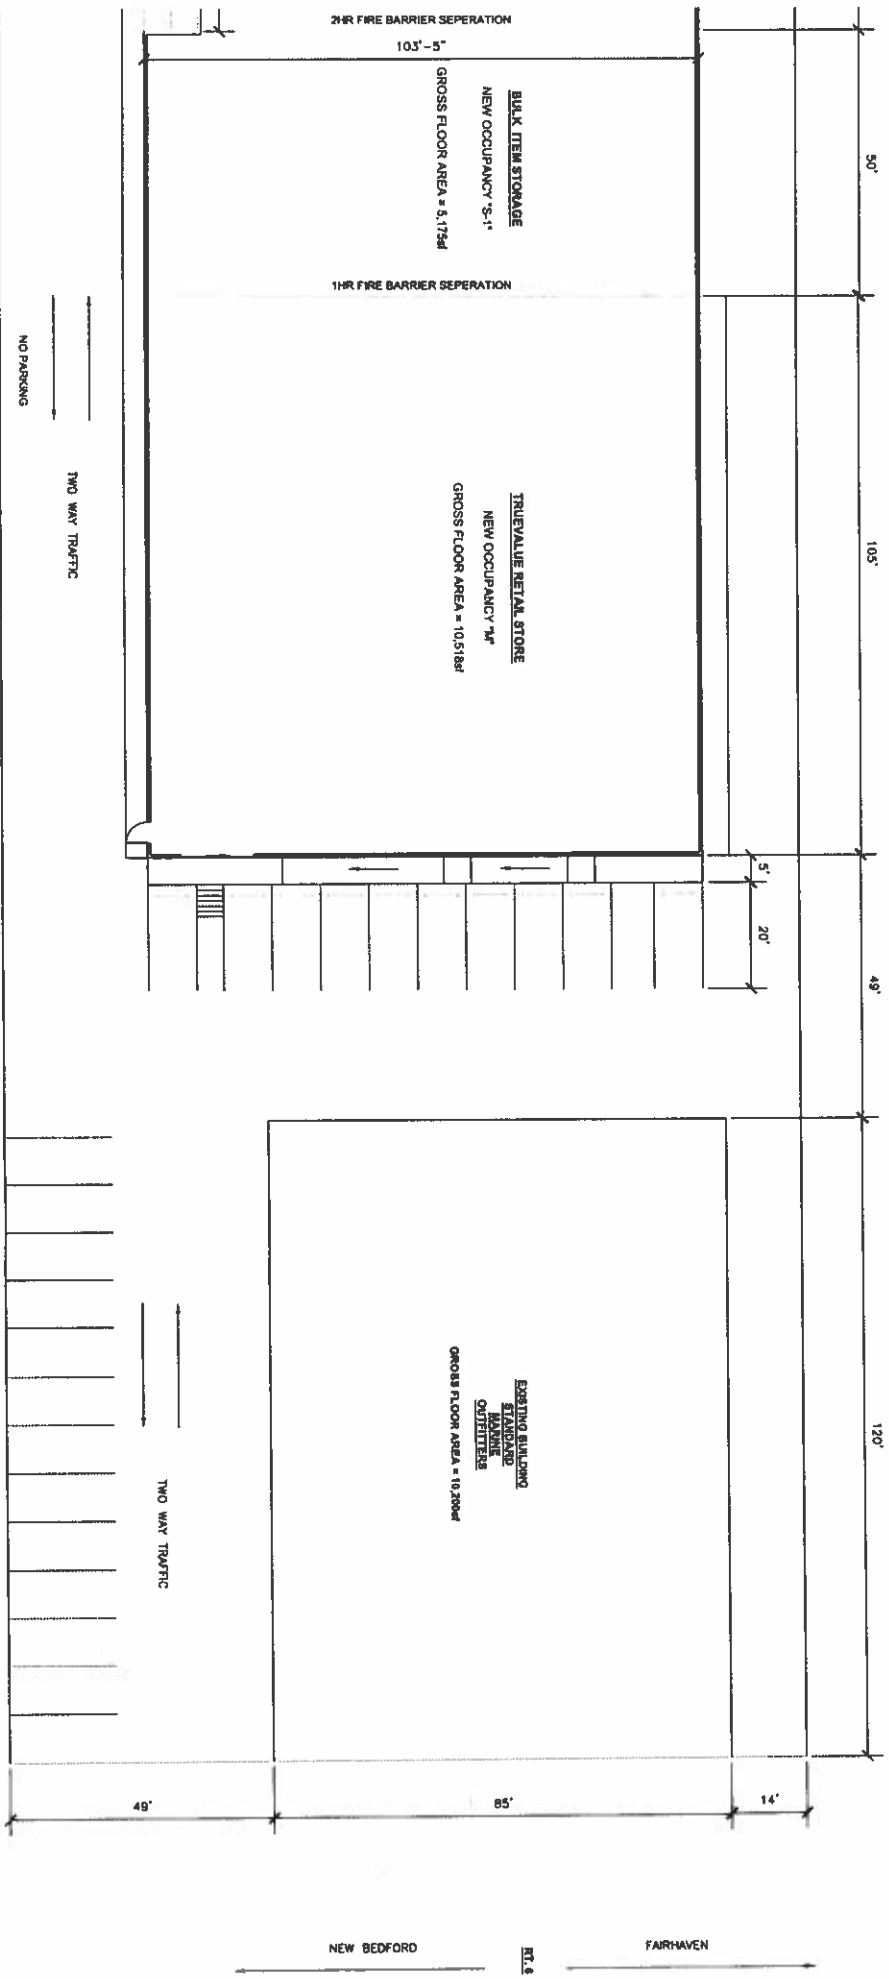 2HR FIRE BARRIER SEPERATION
103'-5"
BULK ITEM STORAGE
NEW OCCUPANCY "S-1"
GROSS FLOOR AREA = 5,175sf
50'
1HR FIRE BARRIER SEPERATION
NO PARKING
TWO WAY TRAFFIC
TRUEVALUE RETAIL STORE
NEW OCCUPANCY "M"
GROSS FLOOR AREA = 10,518sf
105'
5'
20'
49'
EXISTING BUILDING
STANDARD
MARINE
OUTFITTERS
GROSS FLOOR AREA = 10,200sf
120'
TWO WAY TRAFFIC
49'
85'
14'
NEW BEDFORD
RT. 6
FAIRHAVEN